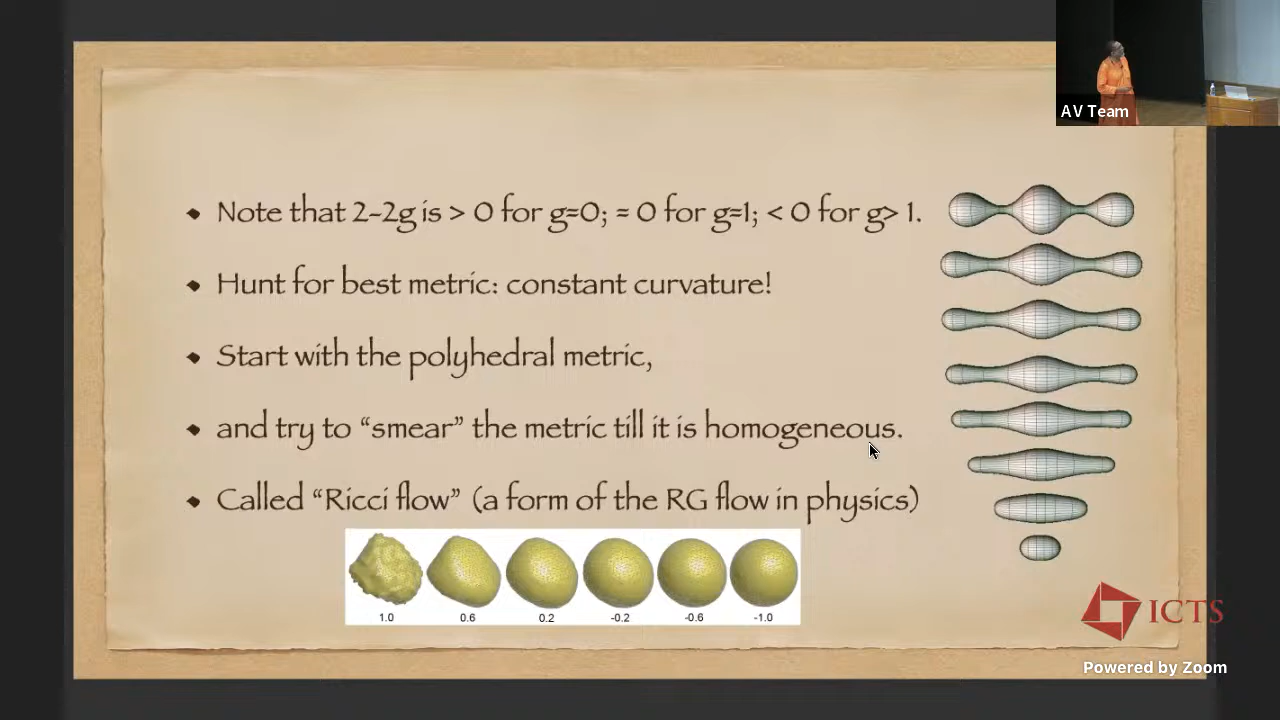 AV Team
Note that 2-2g is > 0 for g=0; = 0 for g=1; < 0 for g> 1.
Hunt for best metric: constant curvature!
Start with the polyhedral metric,
and try to “smear” the metric till it is homogeneous.
Called “Ricci flow” (a form of the RG flow in physics)
1.0 0.6 0.2 -0.2 -0.6 -1.0
ICTS
Powered by Zoom